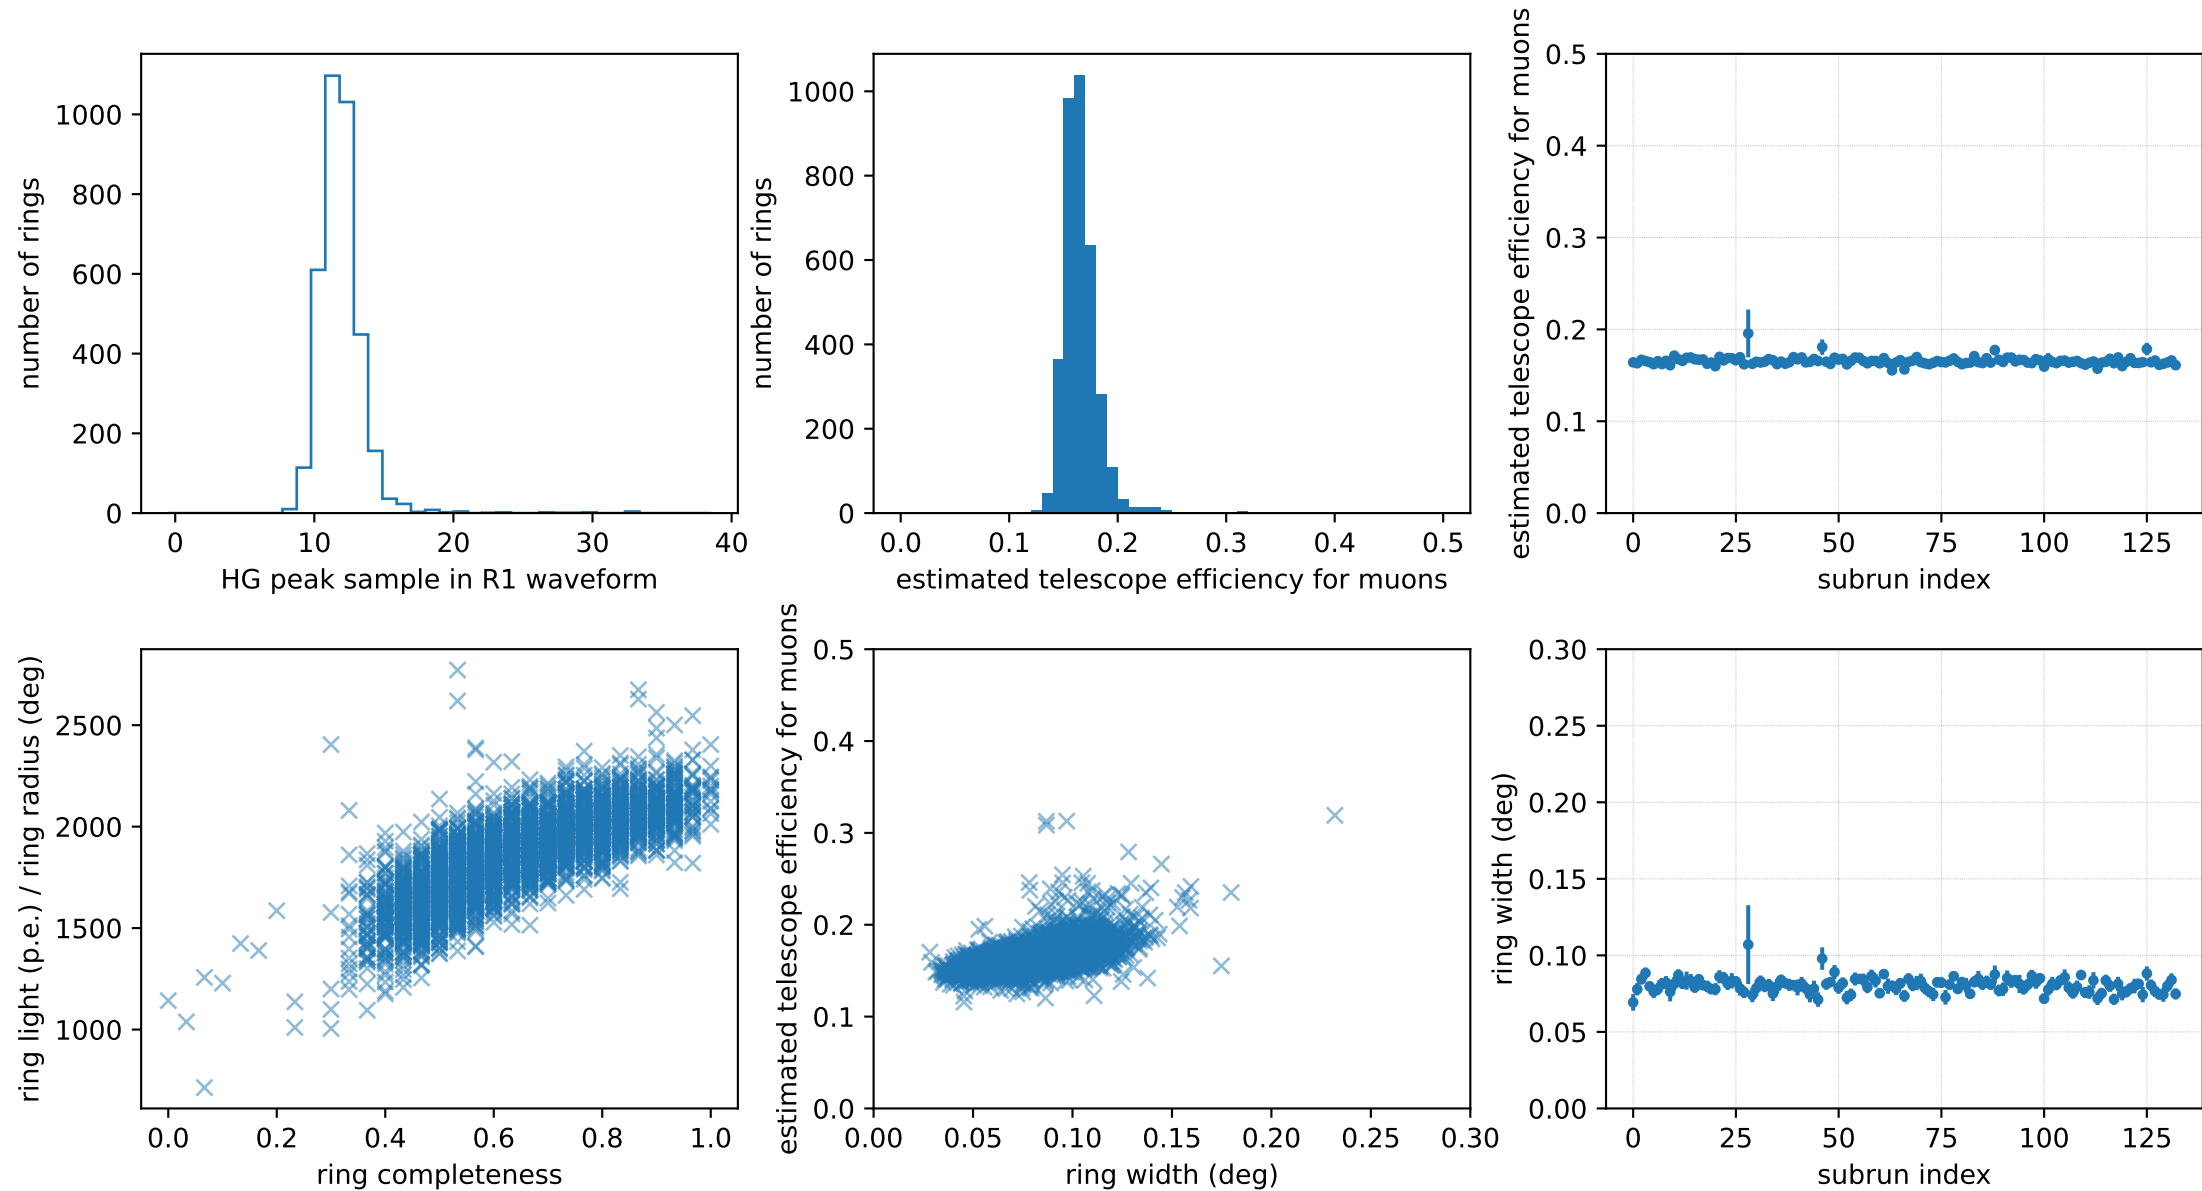 number of rings
1000
800
600
400
200
0
0 10 20 30 40
HG peak sample in R1 waveform
number of rings
1000
800
600
400
200
0
0.0 0.1 0.2 0.3 0.4 0.5
estimated telescope efficiency for muons
estimated telescope efficiency for muons
0.5
0.4
0.3
0.2
0.1
0.0
0 25 50 75 100 125
subrun index
ring light (p.e.) / ring radius (deg)
2500
2000
1500
1000
0.0 0.2 0.4 0.6 0.8 1.0
ring completeness
estimated telescope efficiency for muons
0.5
0.4
0.3
0.2
0.1
0.0
0.00 0.05 0.10 0.15 0.20 0.25 0.30
ring width (deg)
ring width (deg)
0.30
0.25
0.20
0.15
0.10
0.05
0.00
0 25 50 75 100 125
subrun index